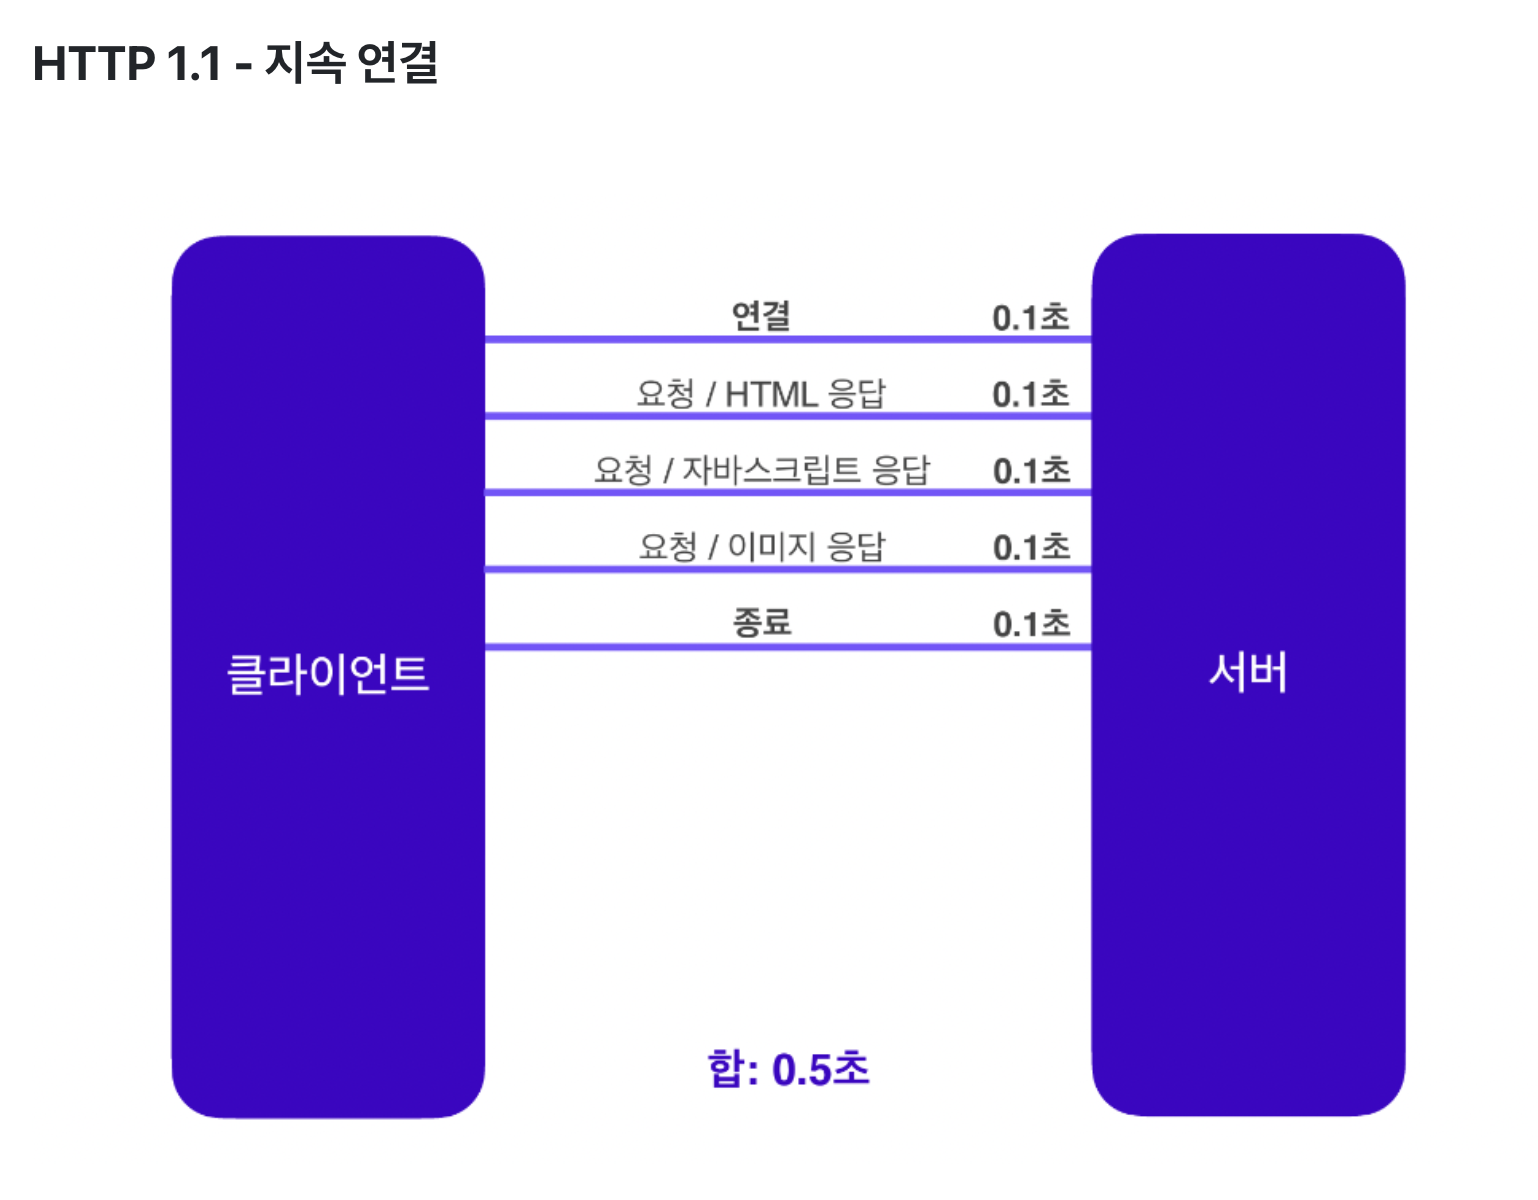 HTTP 1.1 - 지속 연결
연결 0.1초
요청 / HTML 응답 0.1초
요청 / 자바스크립트 응답 0.1초
요청 / 이미지 응답 0.1초
종료 0.1초
클라이언트
서버
합: 0.5초